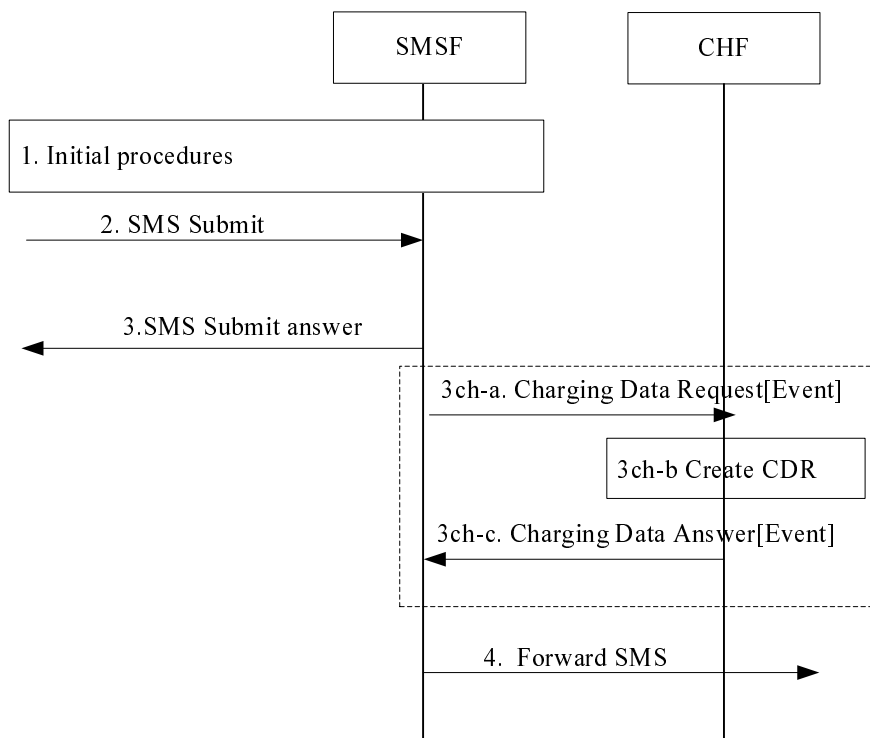 SMSF
CHF
1. Initial procedures
2. SMS Submit
3.SMS Submit answer
3ch-a. Charging Data Request[Event]
3ch-b Create CDR
3ch-c. Charging Data Answer[Event]
4. Forward SMS